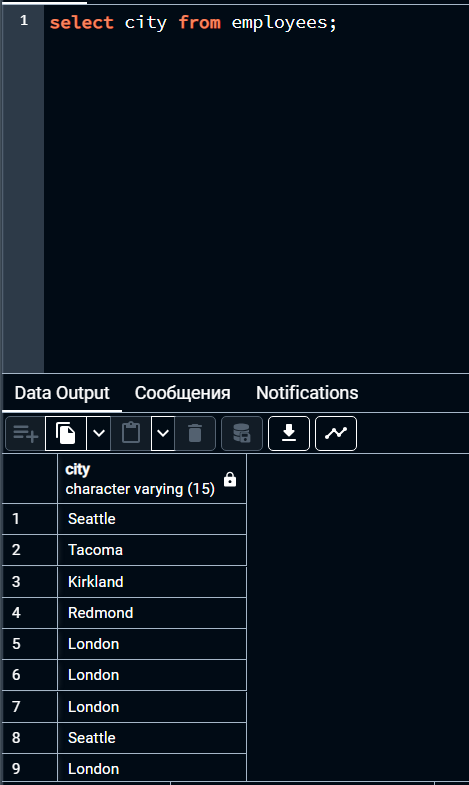 1 select city from employees;
Data Output Сообщения Notifications
city
character varying (15)
1 Seattle
2 Tacoma
3 Kirkland
4 Redmond
5 London
6 London
7 London
8 Seattle
9 London